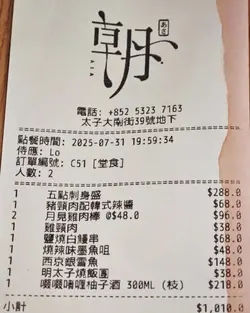 あさ
朝
ASA
電話: +852 5323 7163
太子大南街39號地下
點餐時間: 2025-07-31 19:59:34
侍應: Lo
訂單編號: C51 [堂食]
人數: 2
1 五點刺身盛 $288.0
1 豬頸肉配韓式辣醬 $68.0
2 月見雞肉棒 @$48.0 $96.0
1 雞頸肉 $38.0
1 鹽燒白鱔串 $98.0
1 燒辣味墨魚咀 $68.0
1 西京銀雪魚 $148.0
1 明太子燒飯團 $38.0
1 啜啜啃喱柚子酒 300ML (枝) $168.0
小計 $1,010.0